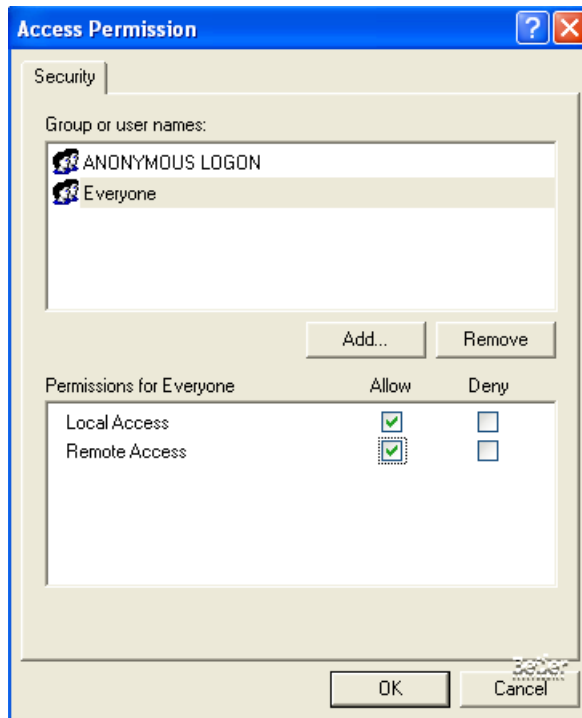 Access Permission
Security
Group or user names:
ANONYMOUS LOGON
Everyone
Add... Remove
Permissions for Everyone Allow Deny
Local Access
Remote Access
OK Cancel